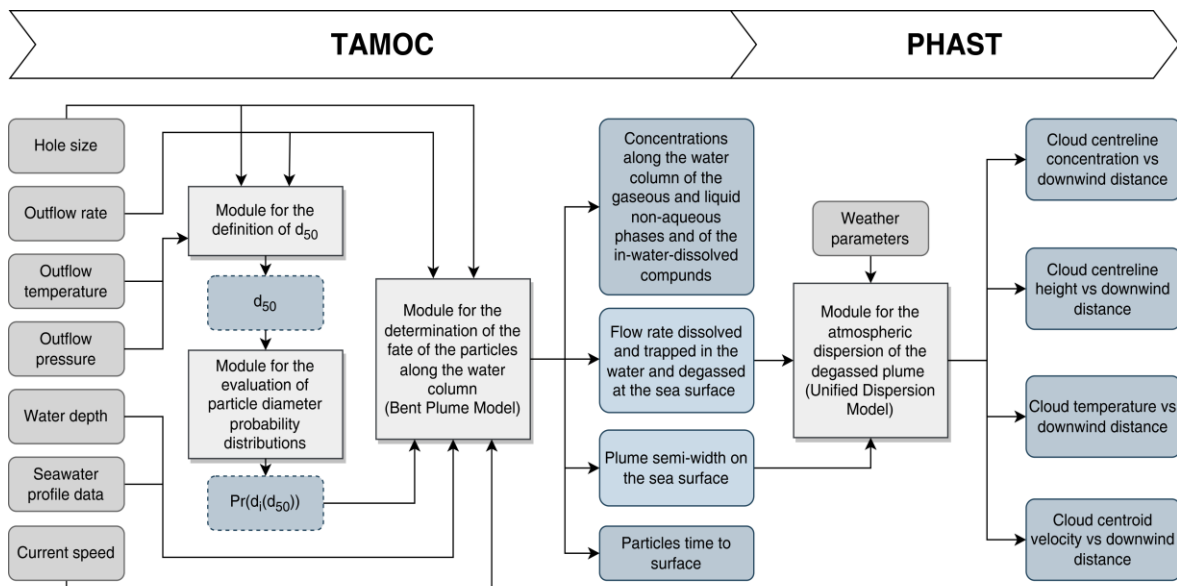 TAMOC
PHAST
Hole size
Outflow rate
Outflow
temperature
Outflow
pressure
Water depth
Seawater
profile data
Current speed
Module for the
definition of d50
d50
Module for the
evaluation of
particle diameter
probability
distributions
Pr(di(d50))
Module for the
determination of the
fate of the particles
along the water
column
(Bent Plume Model)
Concentrations
along the water
column of the
gaseous and liquid
non-aqueous
phases and of the
in-water-dissolved
compunds
Flow rate dissolved
and trapped in the
water and degassed
at the sea surface
Plume semi-width on
the sea surface
Particles time to
surface
Weather
parameters
Module for the
atmospheric
dispersion of the
degassed plume
(Unified Dispersion
Model)
Cloud centreline
concentration vs
downwind distance
Cloud centreline
height vs downwind
distance
Cloud temperature vs
downwind distance
Cloud centroid
velocity vs downwind
distance